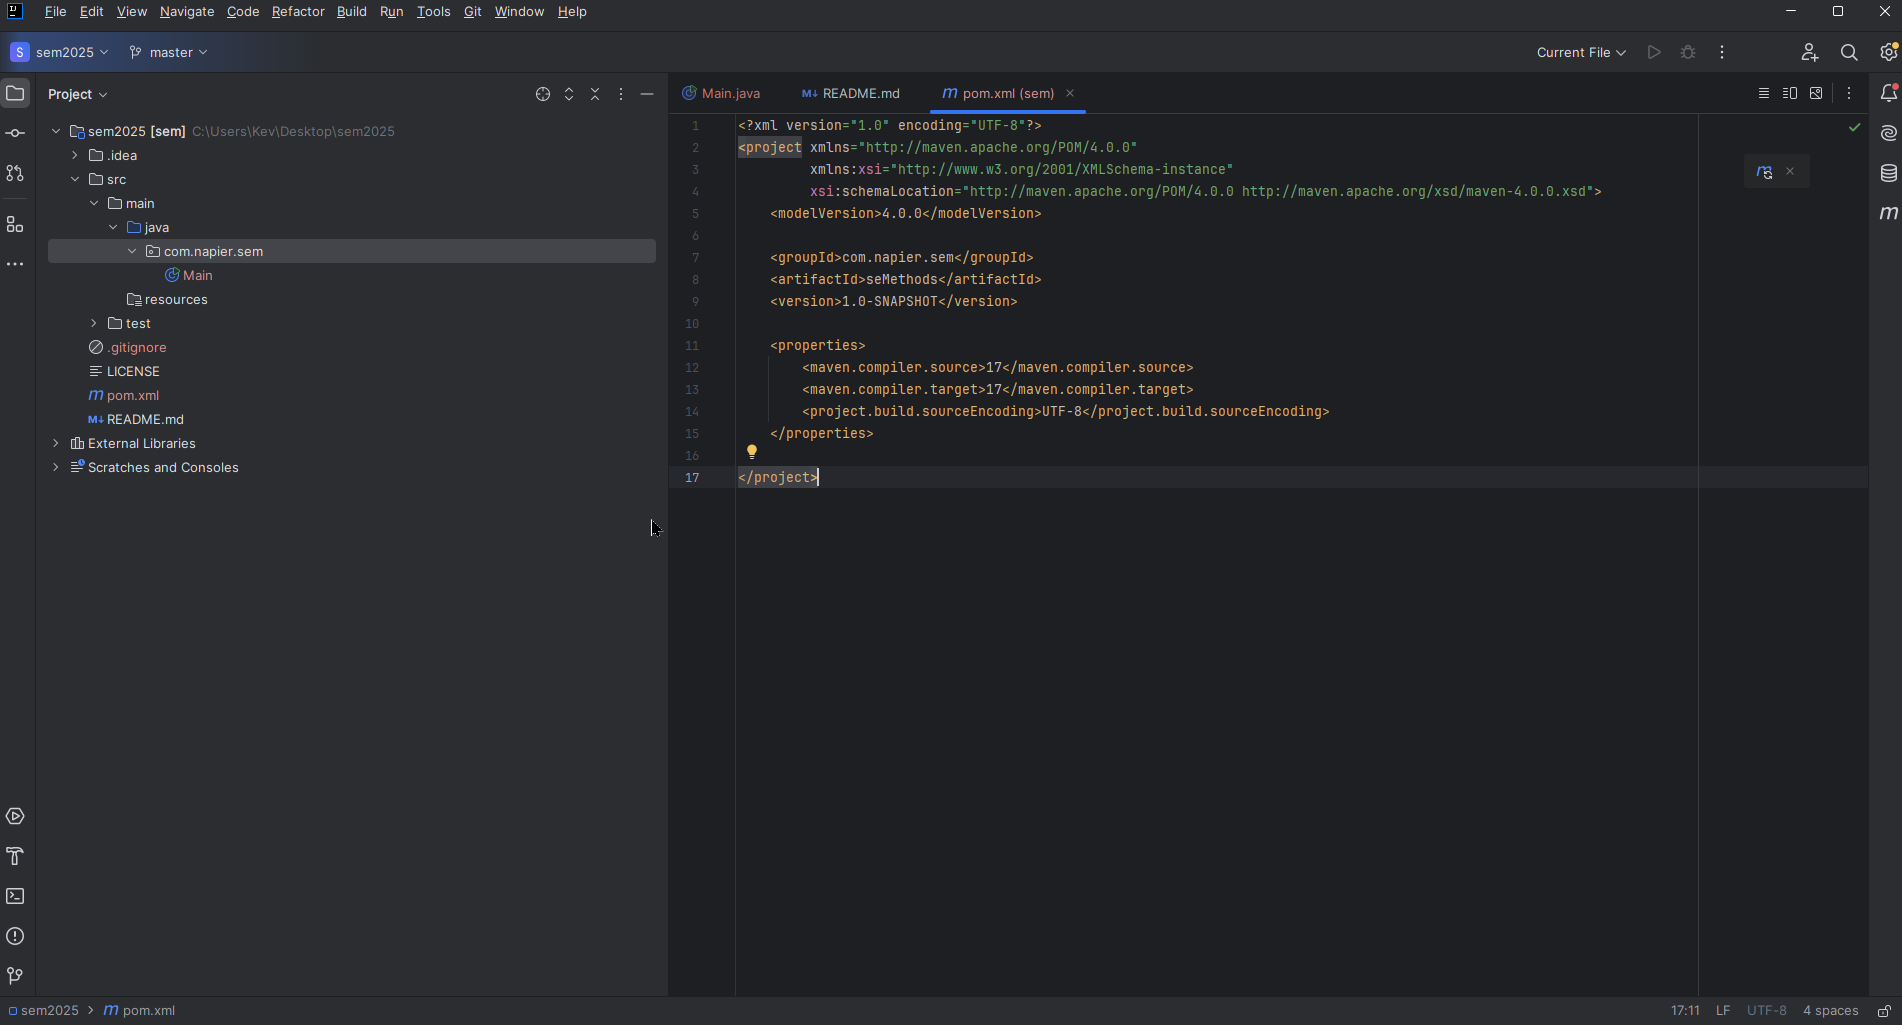 File Edit View Navigate Code Refactor Build Run Tools Git Window Help
S sem2025 master Current File
Project
Main.java README.md pom.xml (sem)
sem2025 [sem] C:\Users\Kev\Desktop\sem2025
.idea
src
main
java
com.napier.sem
Main
resources
test
.gitignore
LICENSE
pom.xml
README.md
External Libraries
Scratches and Consoles
1 <?xml version="1.0" encoding="UTF-8"?>
2 <project xmlns="http://maven.apache.org/POM/4.0.0"
3 xmlns:xsi="http://www.w3.org/2001/XMLSchema-instance"
4 xsi:schemaLocation="http://maven.apache.org/POM/4.0.0 http://maven.apache.org/xsd/maven-4.0.0.xsd">
5 <modelVersion>4.0.0</modelVersion>
6
7 <groupId>com.napier.sem</groupId>
8 <artifactId>seMethods</artifactId>
9 <version>1.0-SNAPSHOT</version>
10
11 <properties>
12 <maven.compiler.source>17</maven.compiler.source>
13 <maven.compiler.target>17</maven.compiler.target>
14 <project.build.sourceEncoding>UTF-8</project.build.sourceEncoding>
15 </properties>
16
17 </project>
sem2025 > pom.xml 17:11 LF UTF-8 4 spaces